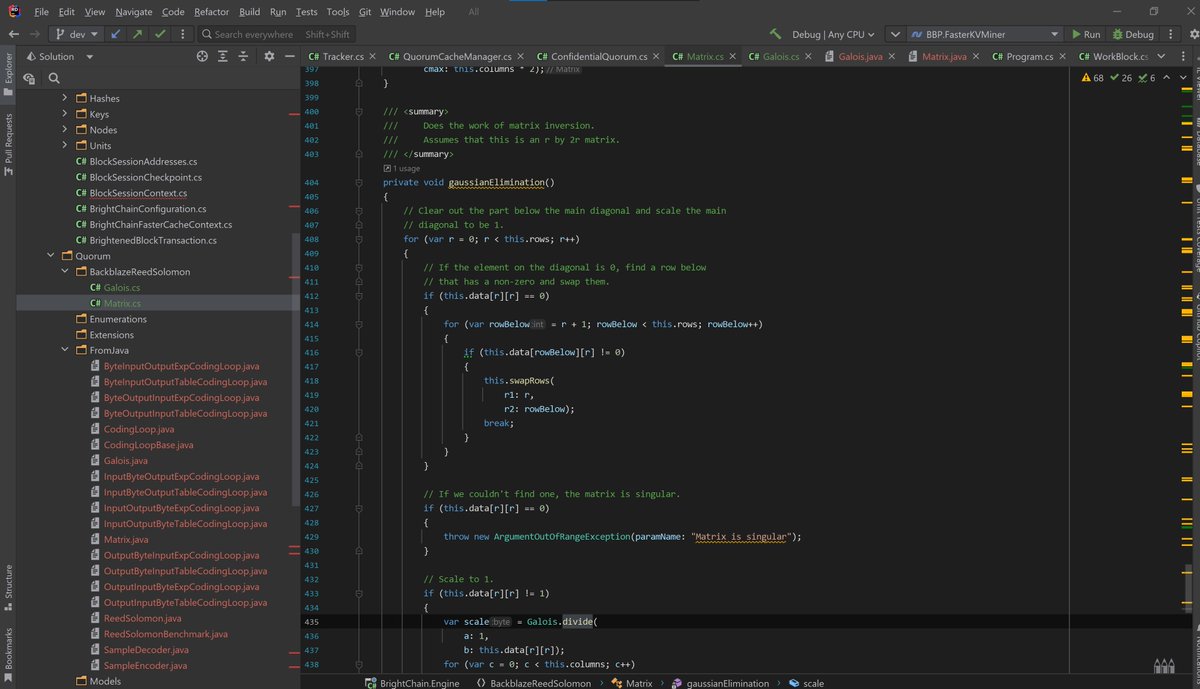 File Edit View Navigate Code Refactor Build Run Tests Tools Git Window Help All
dev Search everywhere Shift+Shift Debug | Any CPU BBP.FasterKVMiner Run Debug
Explorer
Pull Requests
Structure
Bookmarks
Solution
Hashes
Keys
Nodes
Units
C# BlockSessionAddresses.cs
C# BlockSessionCheckpoint.cs
C# BlockSessionContext.cs
C# BrightChainConfiguration.cs
C# BrightChainFasterCacheContext.cs
C# BrightenedBlockTransaction.cs
Quorum
BackblazeReedSolomon
C# Galois.cs
C# Matrix.cs
Enumerations
Extensions
FromJava
ByteInputOutputExpCodingLoop.java
ByteInputOutputTableCodingLoop.java
ByteOutputInputExpCodingLoop.java
ByteOutputInputTableCodingLoop.java
CodingLoop.java
CodingLoopBase.java
Galois.java
InputByteOutputExpCodingLoop.java
InputByteOutputTableCodingLoop.java
InputOutputByteExpCodingLoop.java
InputOutputByteTableCodingLoop.java
Matrix.java
OutputByteInputExpCodingLoop.java
OutputByteInputTableCodingLoop.java
OutputInputByteExpCodingLoop.java
OutputInputByteTableCodingLoop.java
ReedSolomon.java
ReedSolomonBenchmark.java
SampleDecoder.java
SampleEncoder.java
Models
C# Tracker.cs C# QuorumCacheManager.cs C# ConfidentialQuorum.cs C# Matrix.cs C# Galois.cs Galois.java Matrix.java C# Program.cs C# WorkBlock.cs
68 26 6
397 cmax: this.columns * 2); // Matrix
398 }
399
400 /// <summary>
401 /// Does the work of matrix inversion.
402 /// Assumes that this is an r by 2r matrix.
403 /// </summary>
1 usage
404 private void gaussianElimination()
405 {
406 // Clear out the part below the main diagonal and scale the main
407 // diagonal to be 1.
408 for (var r = 0; r < this.rows; r++)
409 {
410 // If the element on the diagonal is 0, find a row below
411 // that has a non-zero and swap them.
412 if (this.data[r][r] == 0)
413 {
414 for (var rowBelow:int = r + 1; rowBelow < this.rows; rowBelow++)
415 {
416 if (this.data[rowBelow][r] != 0)
417 {
418 this.swapRows(
419 r1: r,
420 r2: rowBelow);
421 break;
422 }
423 }
424 }
425
426 // If we couldn't find one, the matrix is singular.
427 if (this.data[r][r] == 0)
428 {
429 throw new ArgumentOutOfRangeException(paramName: "Matrix is singular");
430 }
431
432 // Scale to 1.
433 if (this.data[r][r] != 1)
434 {
435 var scale:byte = Galois.divide(
436 a: 1,
437 b: this.data[r][r]);
438 for (var c = 0; c < this.columns; c++)
BrightChain.Engine BackblazeReedSolomon Matrix gaussianElimination scale